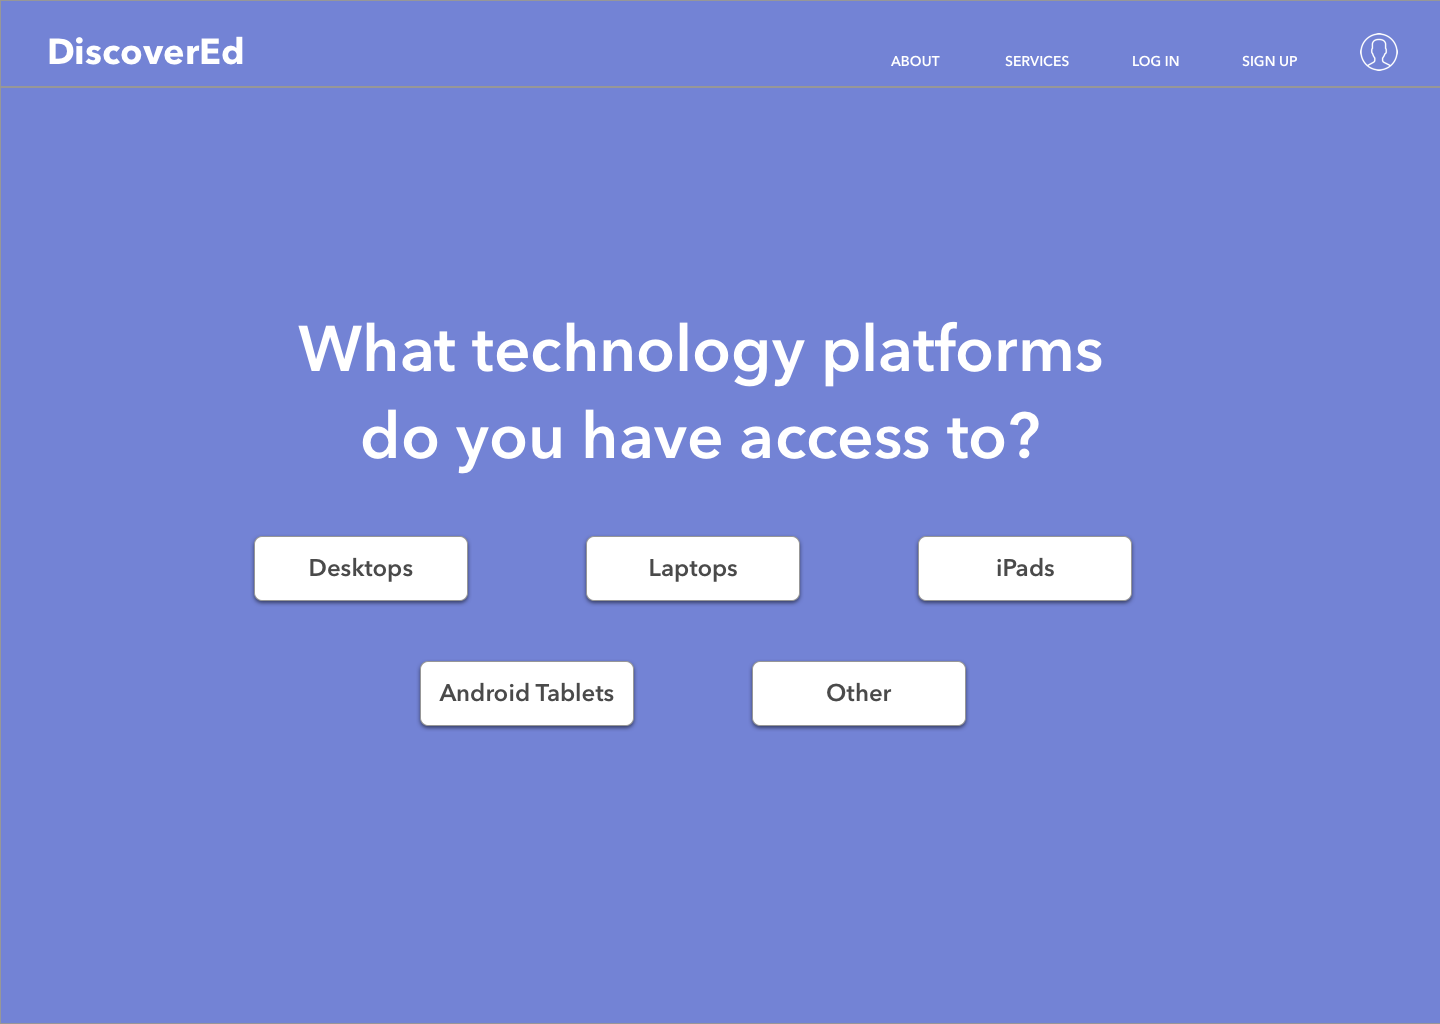 DiscoverEd
ABOUT SERVICES LOG IN SIGN UP
What technology platforms
do you have access to?
Desktops Laptops iPads
Android Tablets Other